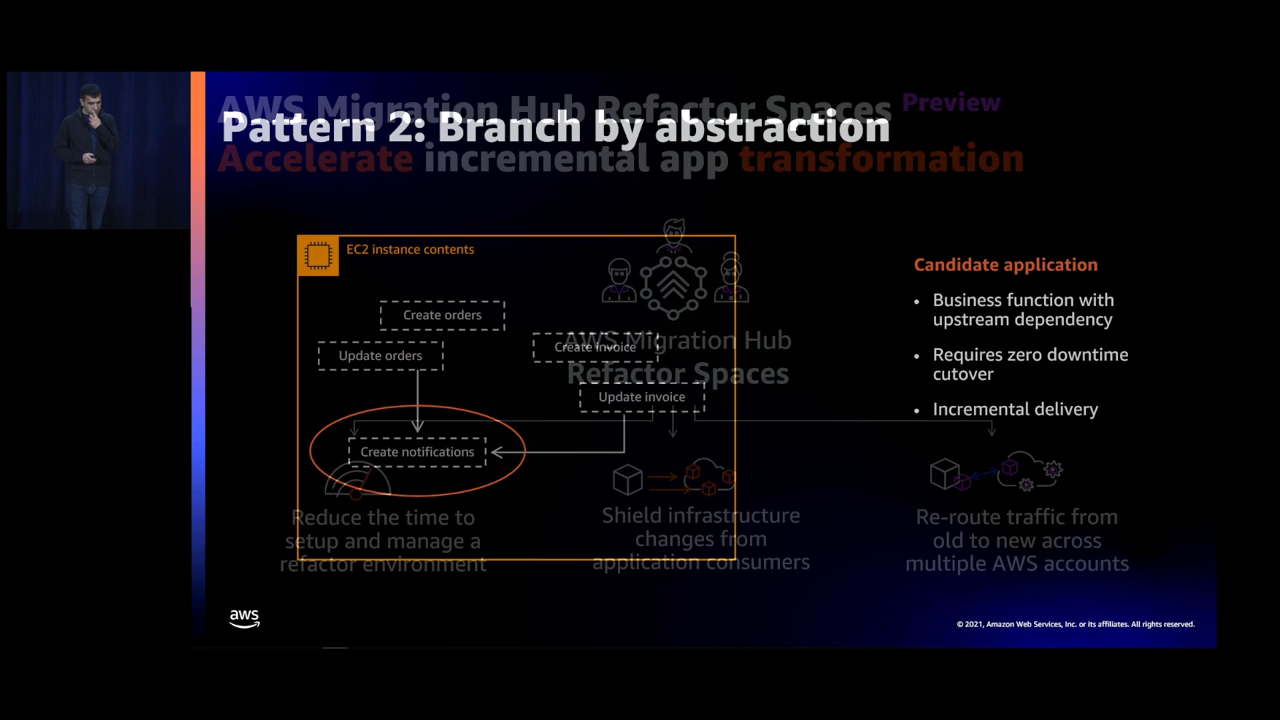 AWS Migration Hub Refactor Spaces Preview
Pattern 2: Branch by abstraction
Accelerate incremental app transformation
EC2 instance contents
Create orders
Update orders
Create invoice
Update invoice
Create notifications
AWS Migration Hub
Refactor Spaces
Candidate application
• Business function with
upstream dependency
• Requires zero downtime
cutover
• Incremental delivery
Reduce the time to
setup and manage a
refactor environment
Shield infrastructure
changes from
application consumers
Re-route traffic from
old to new across
multiple AWS accounts
aws
© 2021, Amazon Web Services, Inc. or its affiliates. All rights reserved.